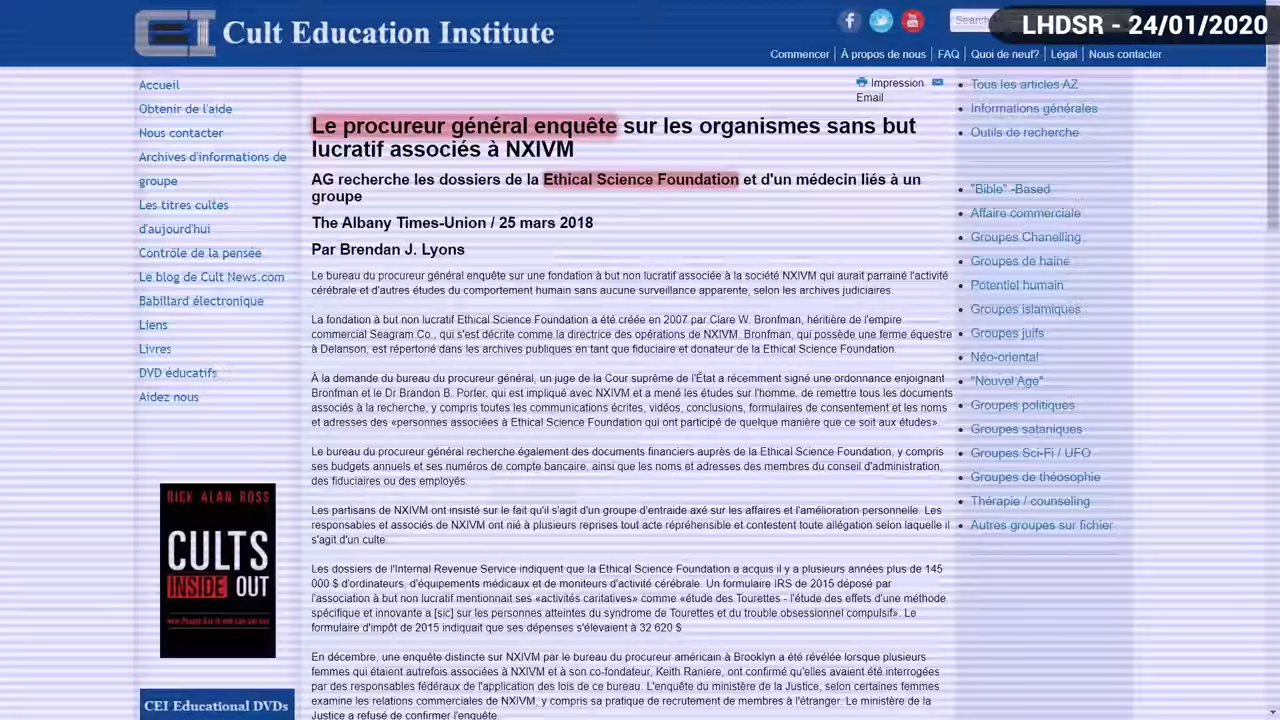 Cult Education Institute
Search
LHDSR - 24/01/2020
Commencer | À propos de nous | FAQ | Quoi de neuf? | Légal | Nous contacter
Accueil
Obtenir de l'aide
Nous contacter
Archives d'informations de
groupe
Les titres cultes
d'aujourd'hui
Contrôle de la pensée
Le blog de Cult News.com
Babillard électronique
Liens
Livres
DVD éducatifs
Aidez nous
RICK ALAN ROSS
CULTS
INSIDE OUT
CEI Educational DVDs
Impression
Email
Le procureur général enquête sur les organismes sans but
lucratif associés à NXIVM
AG recherche les dossiers de la Ethical Science Foundation et d'un médecin liés à un
groupe
The Albany Times-Union / 25 mars 2018
Par Brendan J. Lyons
Le bureau du procureur général enquête sur une fondation à but non lucratif associée à la société NXIVM qui aurait parrainé l'activité
cérébrale et d'autres études du comportement humain sans aucune surveillance apparente, selon les archives judiciaires.
La fondation à but non lucratif Ethical Science Foundation a été créée en 2007 par Clare W. Bronfman, héritière de l'empire
commercial Seagram Co., qui s'est décrite comme la directrice des opérations de NXIVM. Bronfman, qui possède une ferme équestre
à Delanson, est répertorié dans les archives publiques en tant que fiduciaire et donateur de la Ethical Science Foundation.
À la demande du bureau du procureur général, un juge de la Cour suprême de l'État a récemment signé une ordonnance enjoignant
Bronfman et le Dr Brandon B. Porter, qui est impliqué avec NXIVM et a mené les études sur l'homme, de remettre tous les documents
associés à la recherche, y compris toutes les communications écrites, vidéos, conclusions, formulaires de consentement et les noms
et adresses des «personnes associées à Ethical Science Foundation qui ont participé de quelque manière que ce soit aux études».
Le bureau du procureur général recherche également des documents financiers auprès de la Ethical Science Foundation, y compris
ses budgets annuels et ses numéros de compte bancaire, ainsi que les noms et adresses des membres du conseil d'administration,
des fiduciaires ou des employés.
Les partisans de NXIVM ont insisté sur le fait qu'il s'agit d'un groupe d'entraide axé sur les affaires et l'amélioration personnelle. Les
responsables et associés de NXIVM ont nié à plusieurs reprises tout acte répréhensible et contestent toute allégation selon laquelle il
s'agit d'un culte.
Les dossiers de l'Internal Revenue Service indiquent que la Ethical Science Foundation a acquis il y a plusieurs années plus de 145
000 $ d'ordinateurs, d'équipements médicaux et de moniteurs d'activité cérébrale. Un formulaire IRS de 2015 déposé par
l'association à but non lucratif mentionnait ses «activités caritatives» comme «étude des Tourettes - l'étude des effets d'une méthode
spécifique et innovante a [sic] sur les personnes atteintes du syndrome de Tourettes et du trouble obsessionnel compulsif». Le
formulaire d'impôt de 2015 indiquait que ses dépenses s'élevaient à 32 620 $
En décembre, une enquête distincte sur NXIVM par le bureau du procureur américain à Brooklyn a été révélée lorsque plusieurs
femmes qui étaient autrefois associées à NXIVM et à son co-fondateur, Keith Raniere, ont confirmé qu'elles avaient été interrogées
par des responsables fédéraux de l'application des lois de ce bureau. L'enquête du ministère de la Justice, selon certaines femmes
examine les relations commerciales de NXIVM, y compris sa pratique de recrutement de membres à l'étranger. Le ministère de la
Justice a refusé de confirmer l'enquête.
Tous les articles AZ
Informations générales
Outils de recherche
"Bible" -Based
Affaire commerciale
Groupes Chanelling
Groupes de haine
Potentiel humain
Groupes islamiques
Groupes juifs
Néo-oriental
"Nouvel Age"
Groupes politiques
Groupes sataniques
Groupes Sci-Fi / UFO
Groupes de théosophie
Thérapie / counseling
Autres groupes sur fichier